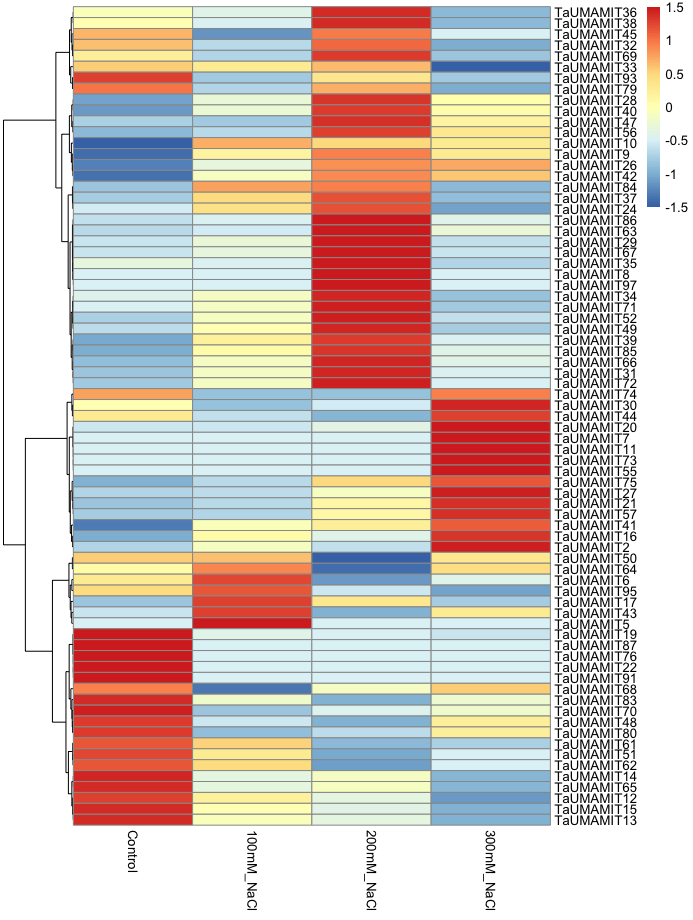 TaUMAMIT36
TaUMAMIT38
TaUMAMIT45
TaUMAMIT32
TaUMAMIT69
TaUMAMIT33
TaUMAMIT93
TaUMAMIT79
TaUMAMIT28
TaUMAMIT40
TaUMAMIT47
TaUMAMIT56
TaUMAMIT10
TaUMAMIT9
TaUMAMIT26
TaUMAMIT42
TaUMAMIT84
TaUMAMIT37
TaUMAMIT24
TaUMAMIT86
TaUMAMIT63
TaUMAMIT29
TaUMAMIT67
TaUMAMIT35
TaUMAMIT8
TaUMAMIT97
TaUMAMIT34
TaUMAMIT71
TaUMAMIT52
TaUMAMIT49
TaUMAMIT39
TaUMAMIT85
TaUMAMIT66
TaUMAMIT31
TaUMAMIT72
TaUMAMIT74
TaUMAMIT30
TaUMAMIT44
TaUMAMIT20
TaUMAMIT7
TaUMAMIT11
TaUMAMIT73
TaUMAMIT55
TaUMAMIT75
TaUMAMIT27
TaUMAMIT21
TaUMAMIT57
TaUMAMIT41
TaUMAMIT16
TaUMAMIT2
TaUMAMIT50
TaUMAMIT64
TaUMAMIT6
TaUMAMIT95
TaUMAMIT17
TaUMAMIT43
TaUMAMIT5
TaUMAMIT19
TaUMAMIT87
TaUMAMIT76
TaUMAMIT22
TaUMAMIT91
TaUMAMIT68
TaUMAMIT83
TaUMAMIT70
TaUMAMIT48
TaUMAMIT80
TaUMAMIT61
TaUMAMIT51
TaUMAMIT62
TaUMAMIT14
TaUMAMIT65
TaUMAMIT12
TaUMAMIT15
TaUMAMIT13
1.5
1
0.5
0
-0.5
-1
-1.5
Control
100mM_NaCl
200mM_NaCl
300mM_NaCl